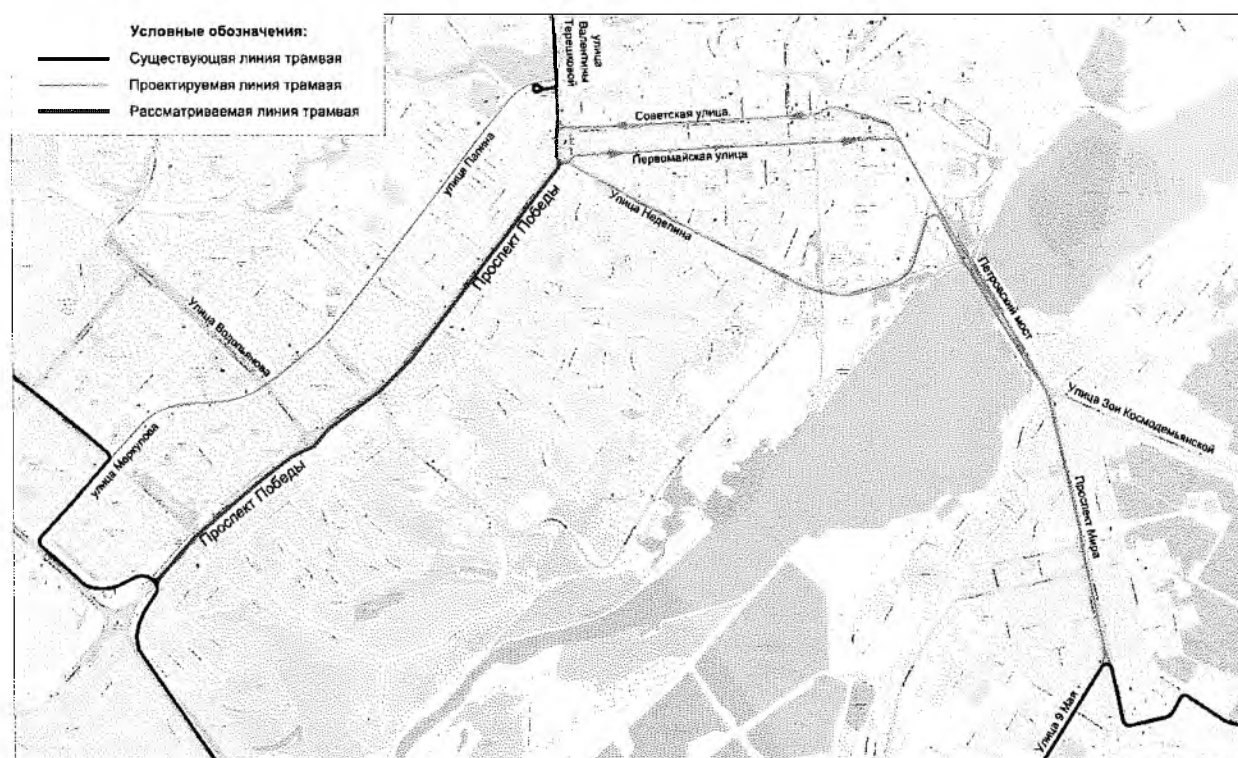 Условные обозначения:
Существующая линия трамвая
Проектируемая линия трамвая
Рассматриваемая линия трамвая
улица
Валентины
Терешковой
Советская улица
Первомайская улица
улица Папина
Проспект Победы
Улица Неделина
Петровский мост
Улица Водопьянова
Улица Зои Космодемьянской
улица Меркулова
Проспект Победы
Проспект Мира
Улица 9 Мая